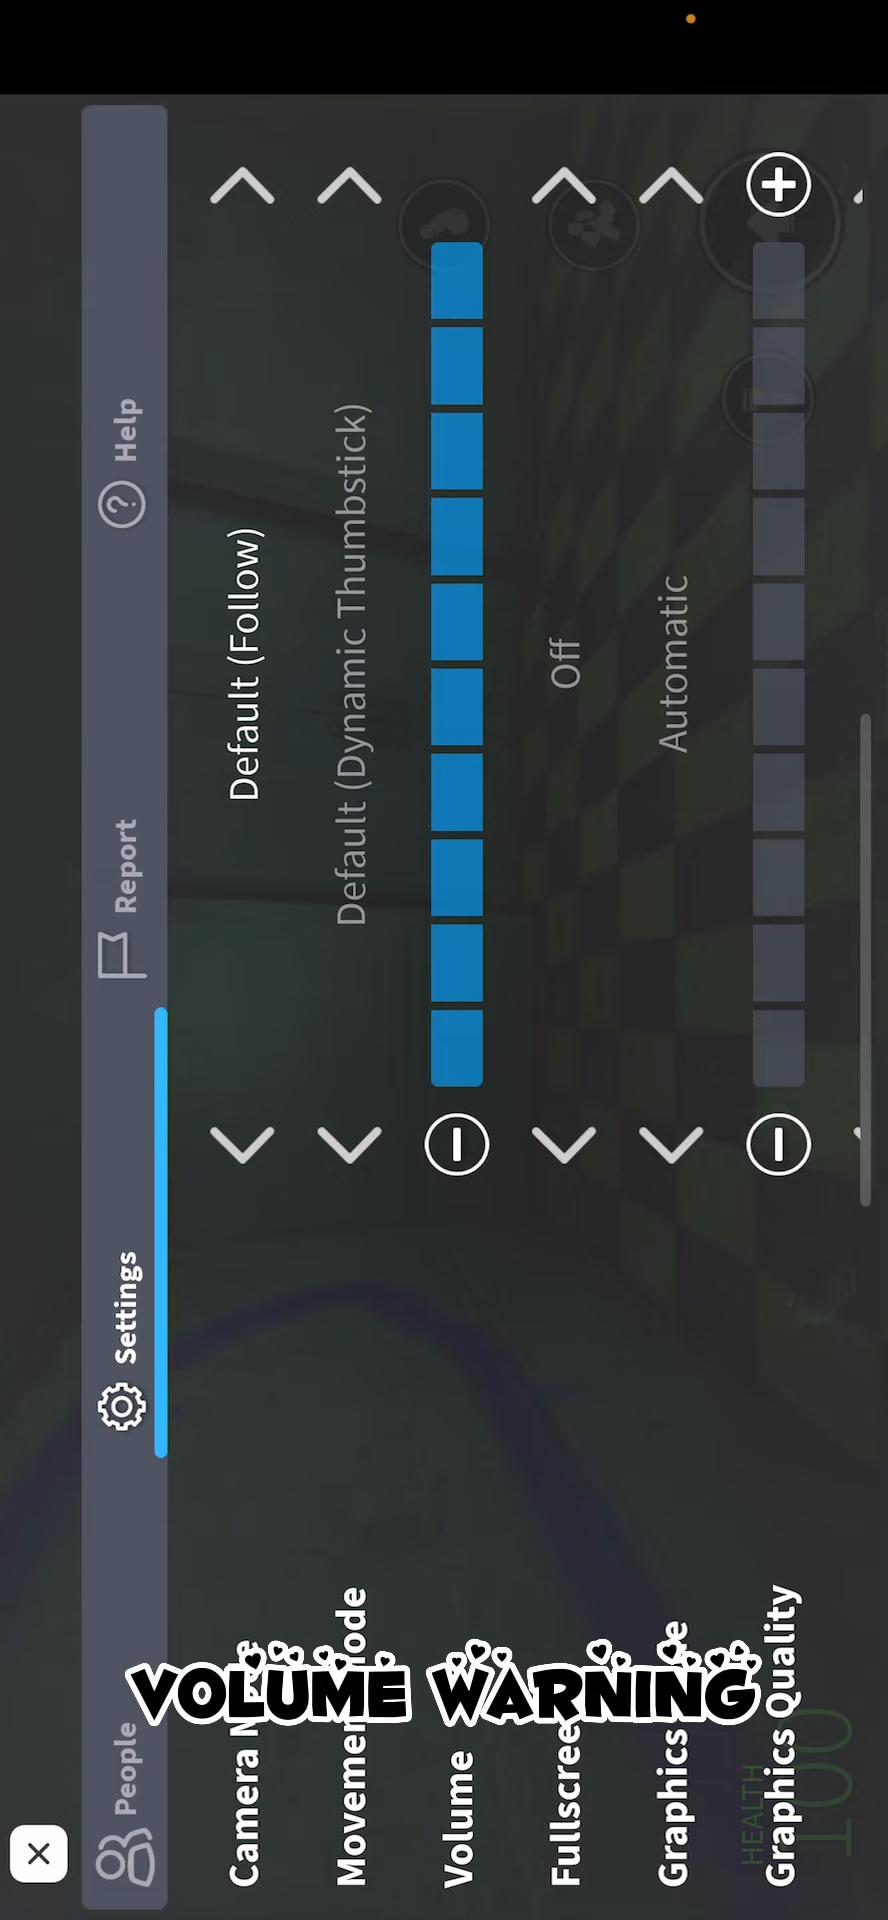 People
Settings
Report
Help
Camera
Default (Follow)
Default (Dynamic Thumbstick)
Volume
Off
Graphics
Automatic
Graphics Quality
VOLUME WARNING
HEALTH
100